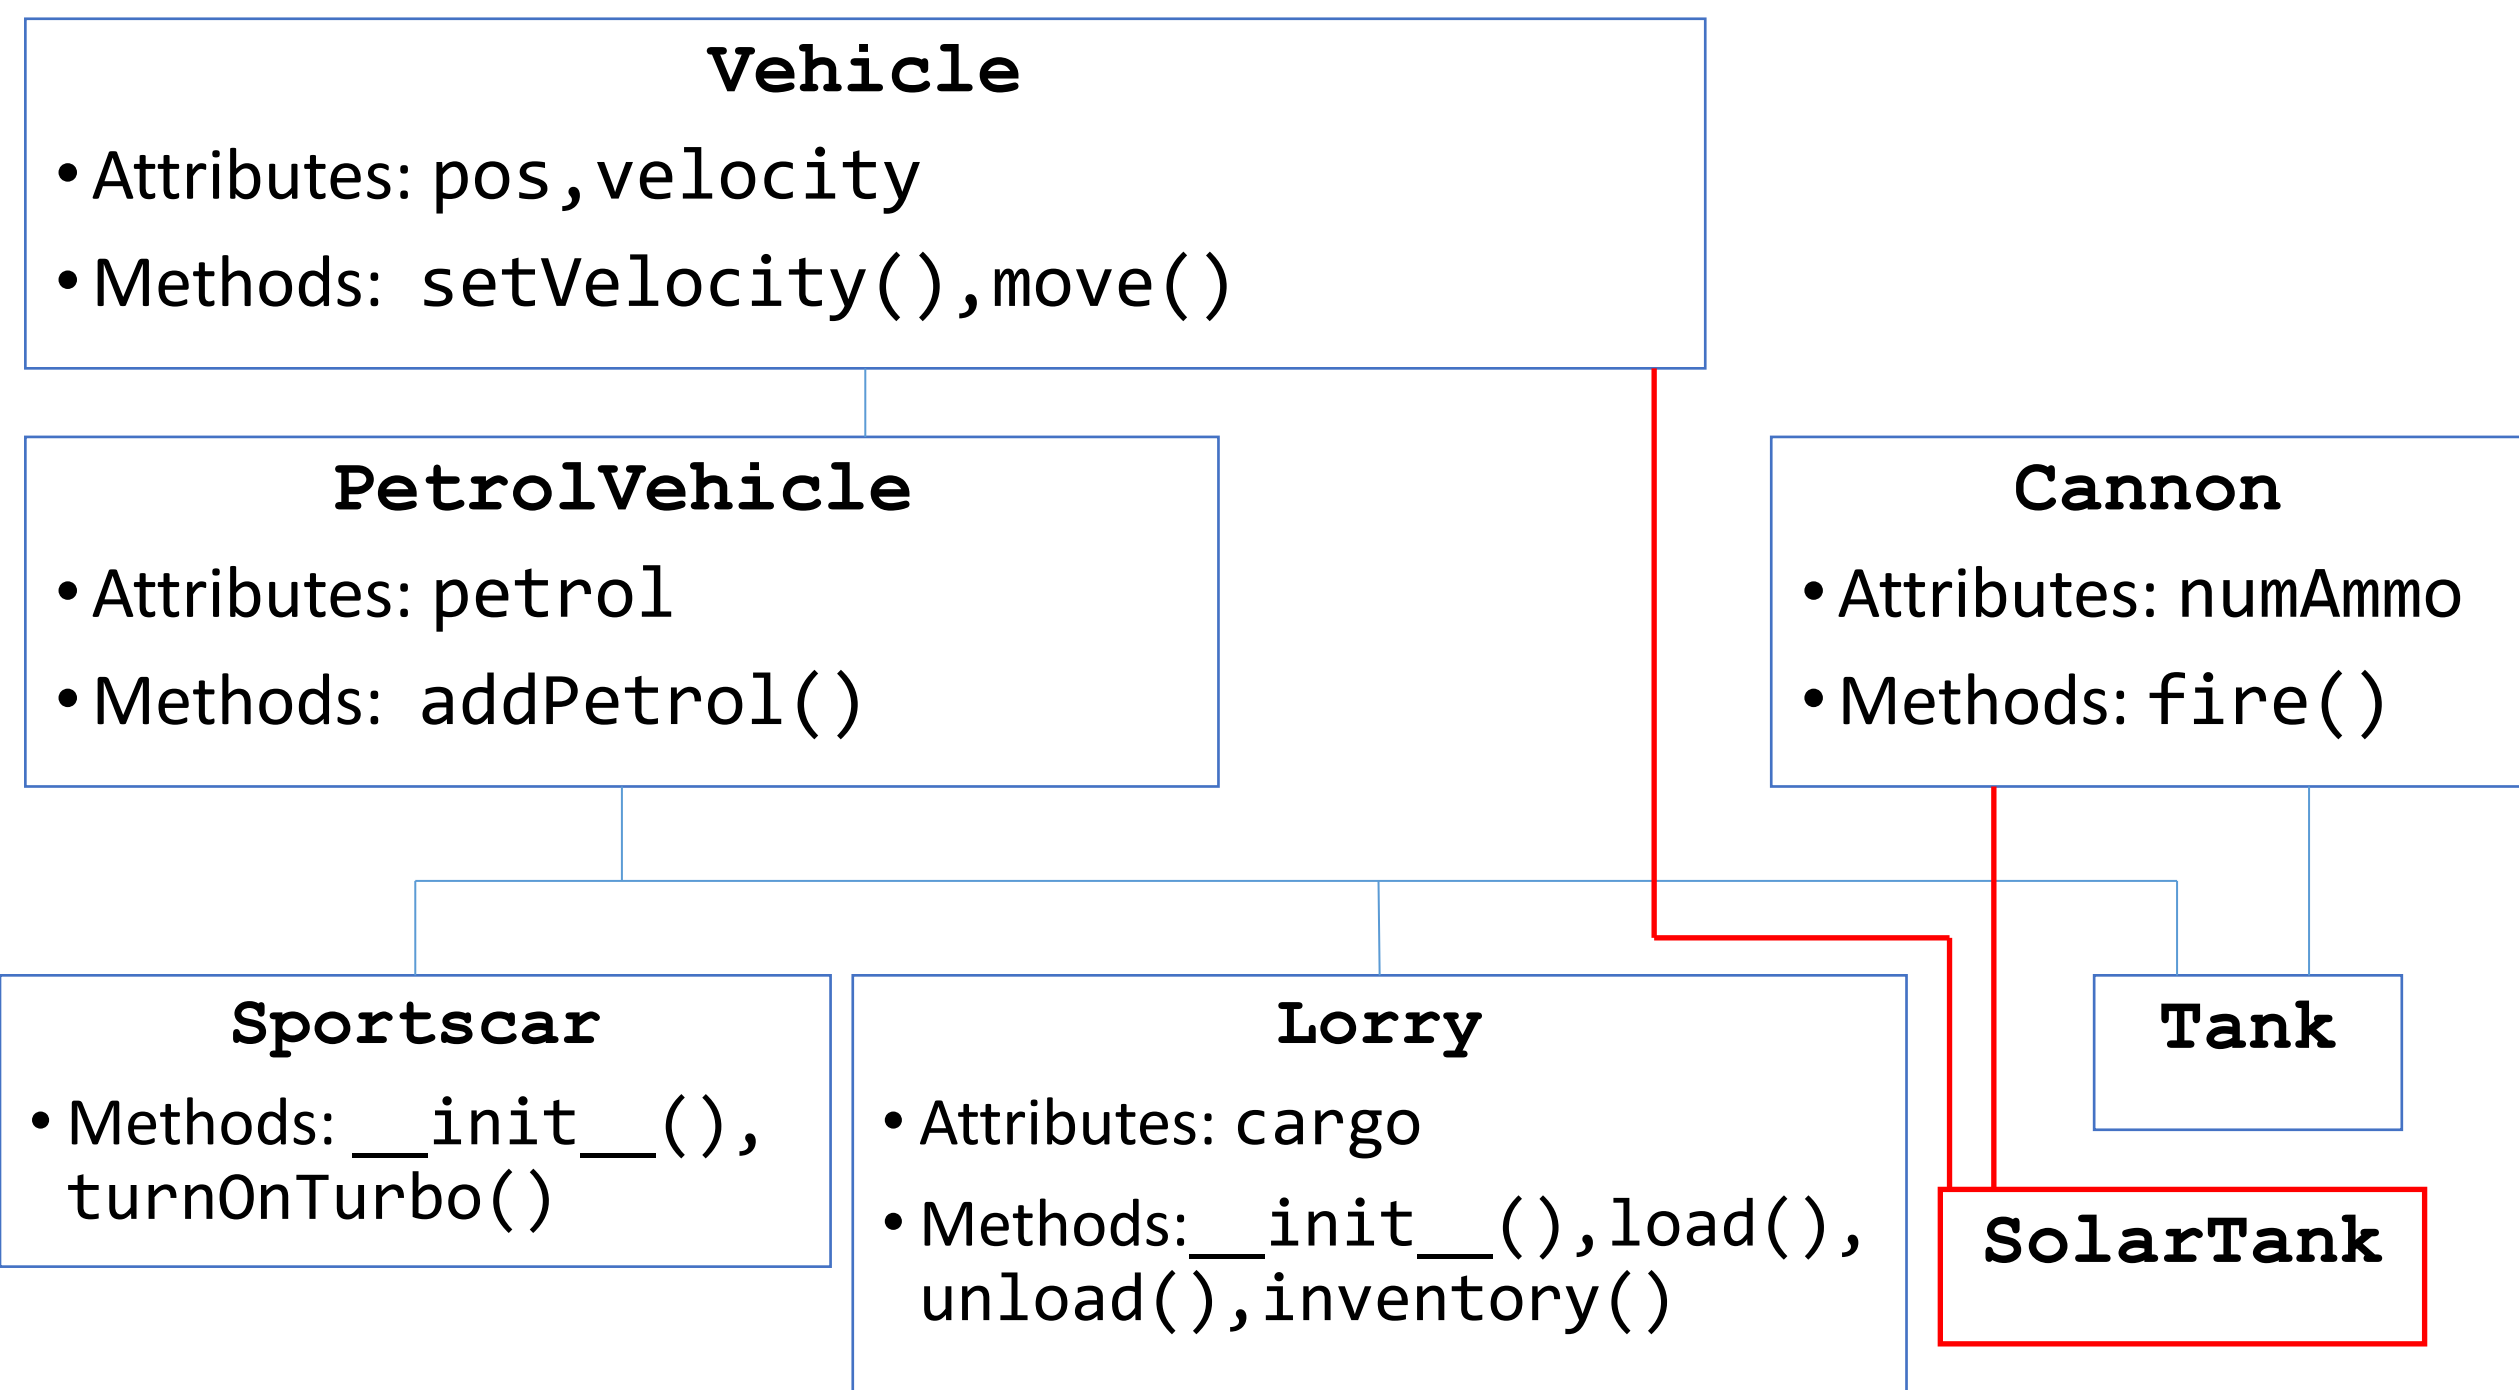 Vehicle
• Attributes: pos,velocity
• Methods: setVelocity(),move()
PetrolVehicle
• Attributes: petrol
• Methods: addPetrol()
Cannon
• Attributes: numAmmo
• Methods: fire()
Sportscar
• Method: __init__(),
turnOnTurbo()
Lorry
• Attributes: cargo
• Methods:__init__(),load(),
unload(),inventory()
Tank
SolarTank